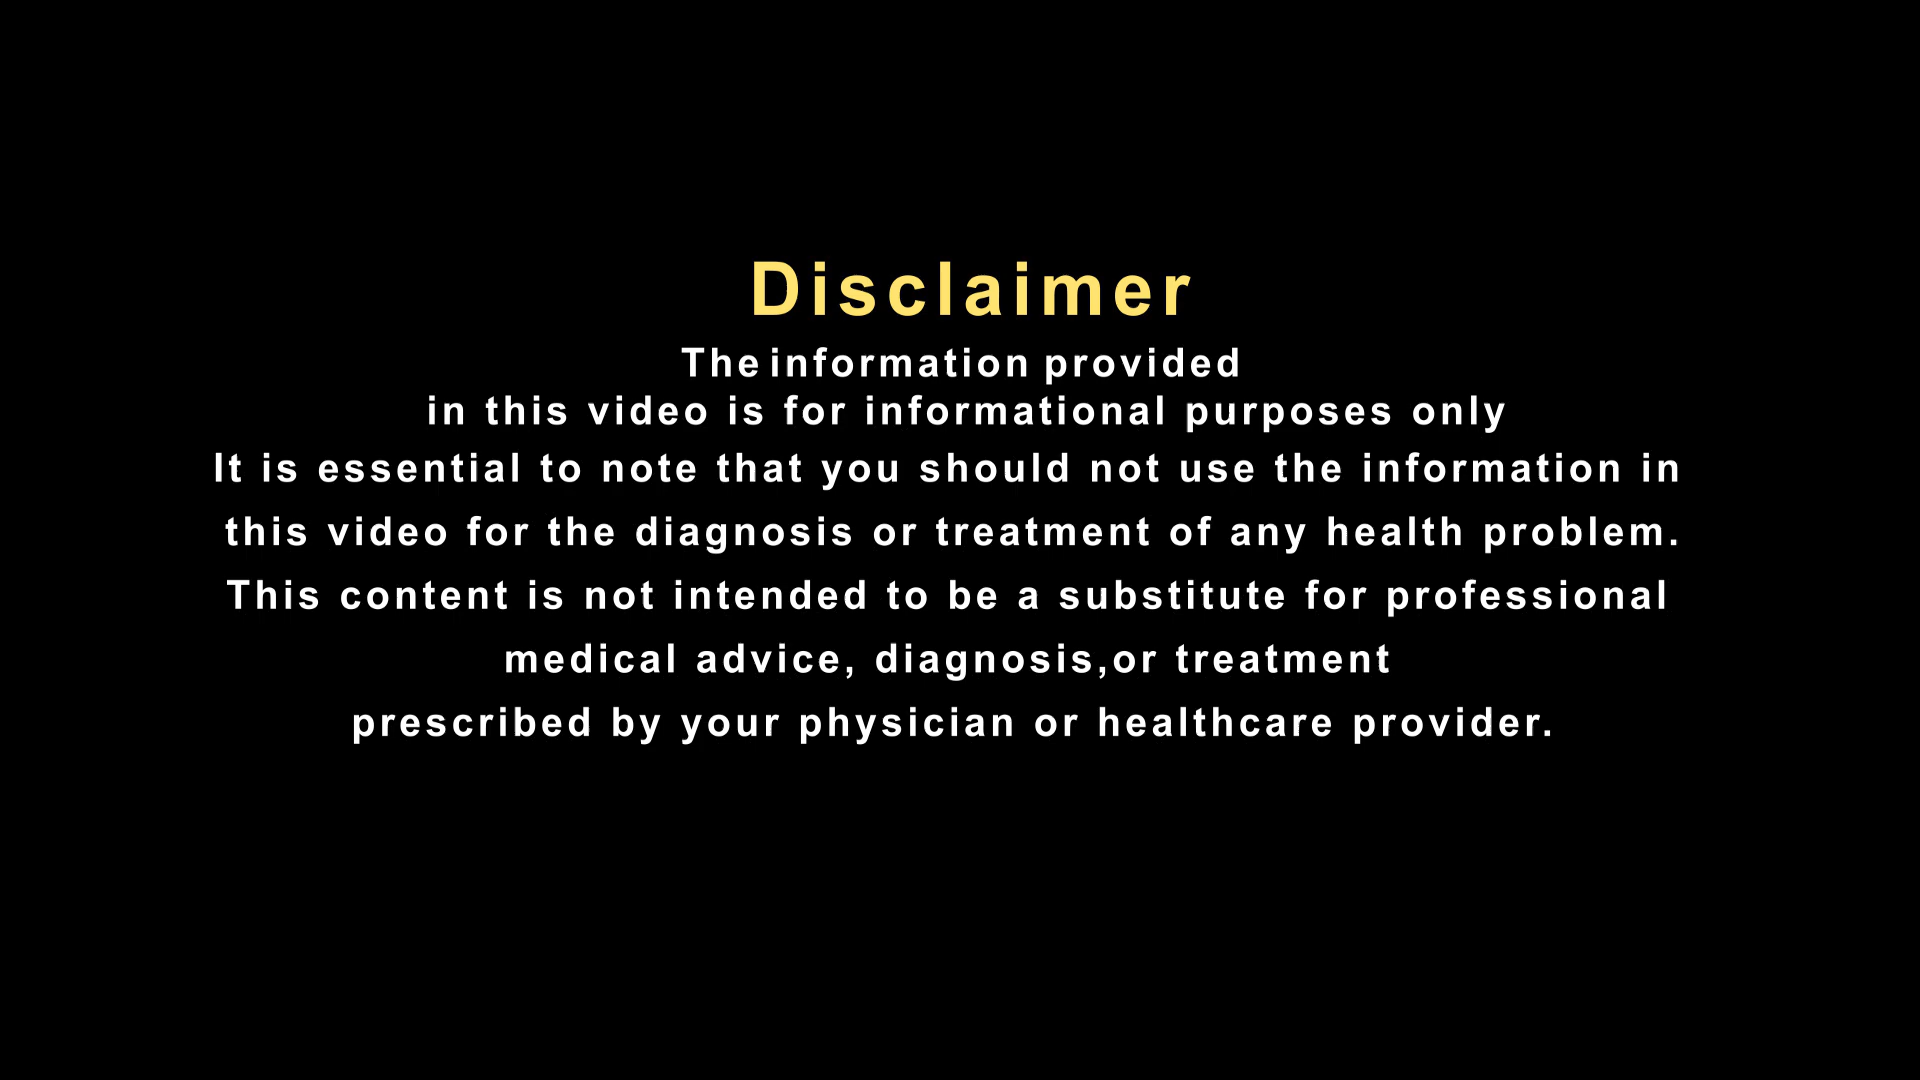 Disclaimer
The information provided
in this video is for informational purposes only
It is essential to note that you should not use the information in
this video for the diagnosis or treatment of any health problem.
This content is not intended to be a substitute for professional
medical advice, diagnosis,or treatment
prescribed by your physician or healthcare provider.